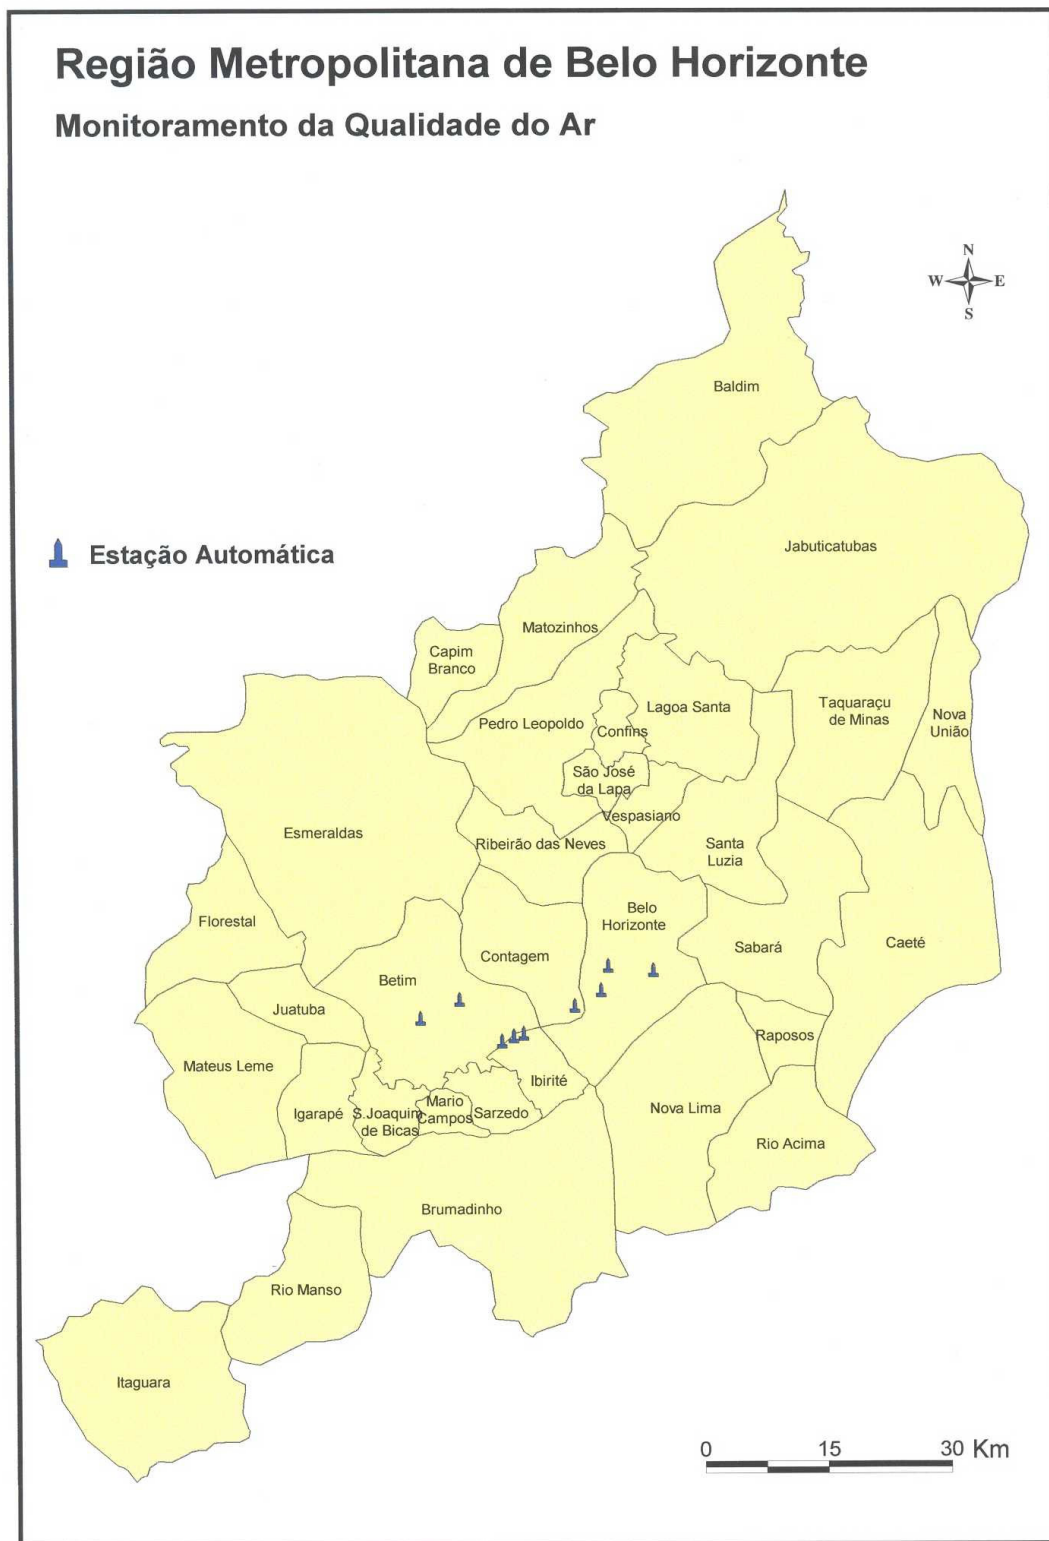 Região Metropolitana de Belo Horizonte
Monitoramento da Qualidade do Ar
N
W
E
S
Baldim
Jabuticatubas
Estação Automática
Matozinhos
Capim
Branco
Lagoa Santa
Taquaraçu
de Minas
Nova
União
Pedro Leopoldo
Confins
São José
da Lapa
Vespasiano
Esmeraldas
Ribeirão das Neves
Santa
Luzia
Florestal
Belo
Horizonte
Sabará
Caeté
Contagem
Betim
Juatuba
Raposos
Mateus Leme
Ibirité
Igarapé
S.Joaquim
de Bicas
Mario
Campos
Sarzedo
Nova Lima
Rio Acima
Brumadinho
Rio Manso
Itaguara
0 15 30 Km